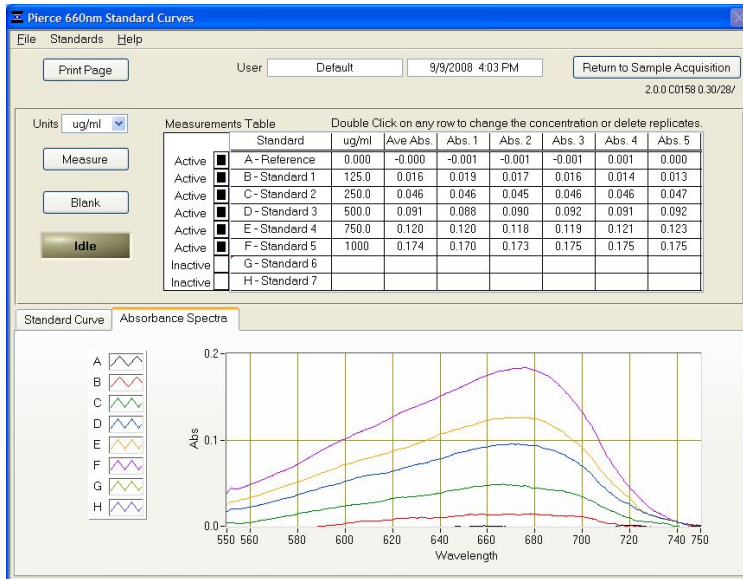 Pierce 660nm Standard Curves
File Standards Help
Print Page User Default 9/9/2008 4:03 PM Return to Sample Acquisition
2.0.0 C0158 0.30/28/
Units ug/ml Measurements Table Double Click on any row to change the concentration or delete replicates.
Standard ug/ml Ave Abs. Abs. 1 Abs. 2 Abs. 3 Abs. 4 Abs. 5
Measure
Active A - Reference 0.000 -0.000 -0.001 -0.001 -0.001 0.001 0.000
Active B - Standard 1 125.0 0.016 0.019 0.017 0.016 0.014 0.013
Blank
Active C - Standard 2 250.0 0.046 0.046 0.045 0.046 0.046 0.047
Active D - Standard 3 500.0 0.091 0.088 0.090 0.092 0.091 0.092
Idle
Active E - Standard 4 750.0 0.120 0.120 0.118 0.119 0.121 0.123
Active F - Standard 5 1000 0.174 0.170 0.173 0.175 0.175 0.175
Inactive G - Standard 6
Inactive H - Standard 7
Standard Curve Absorbance Spectra
A
B
C
D
E
F
G
H
Abs
0.2
0.1
0.0
550 560 580 600 620 640 660 680 700 720 740 750
Wavelength